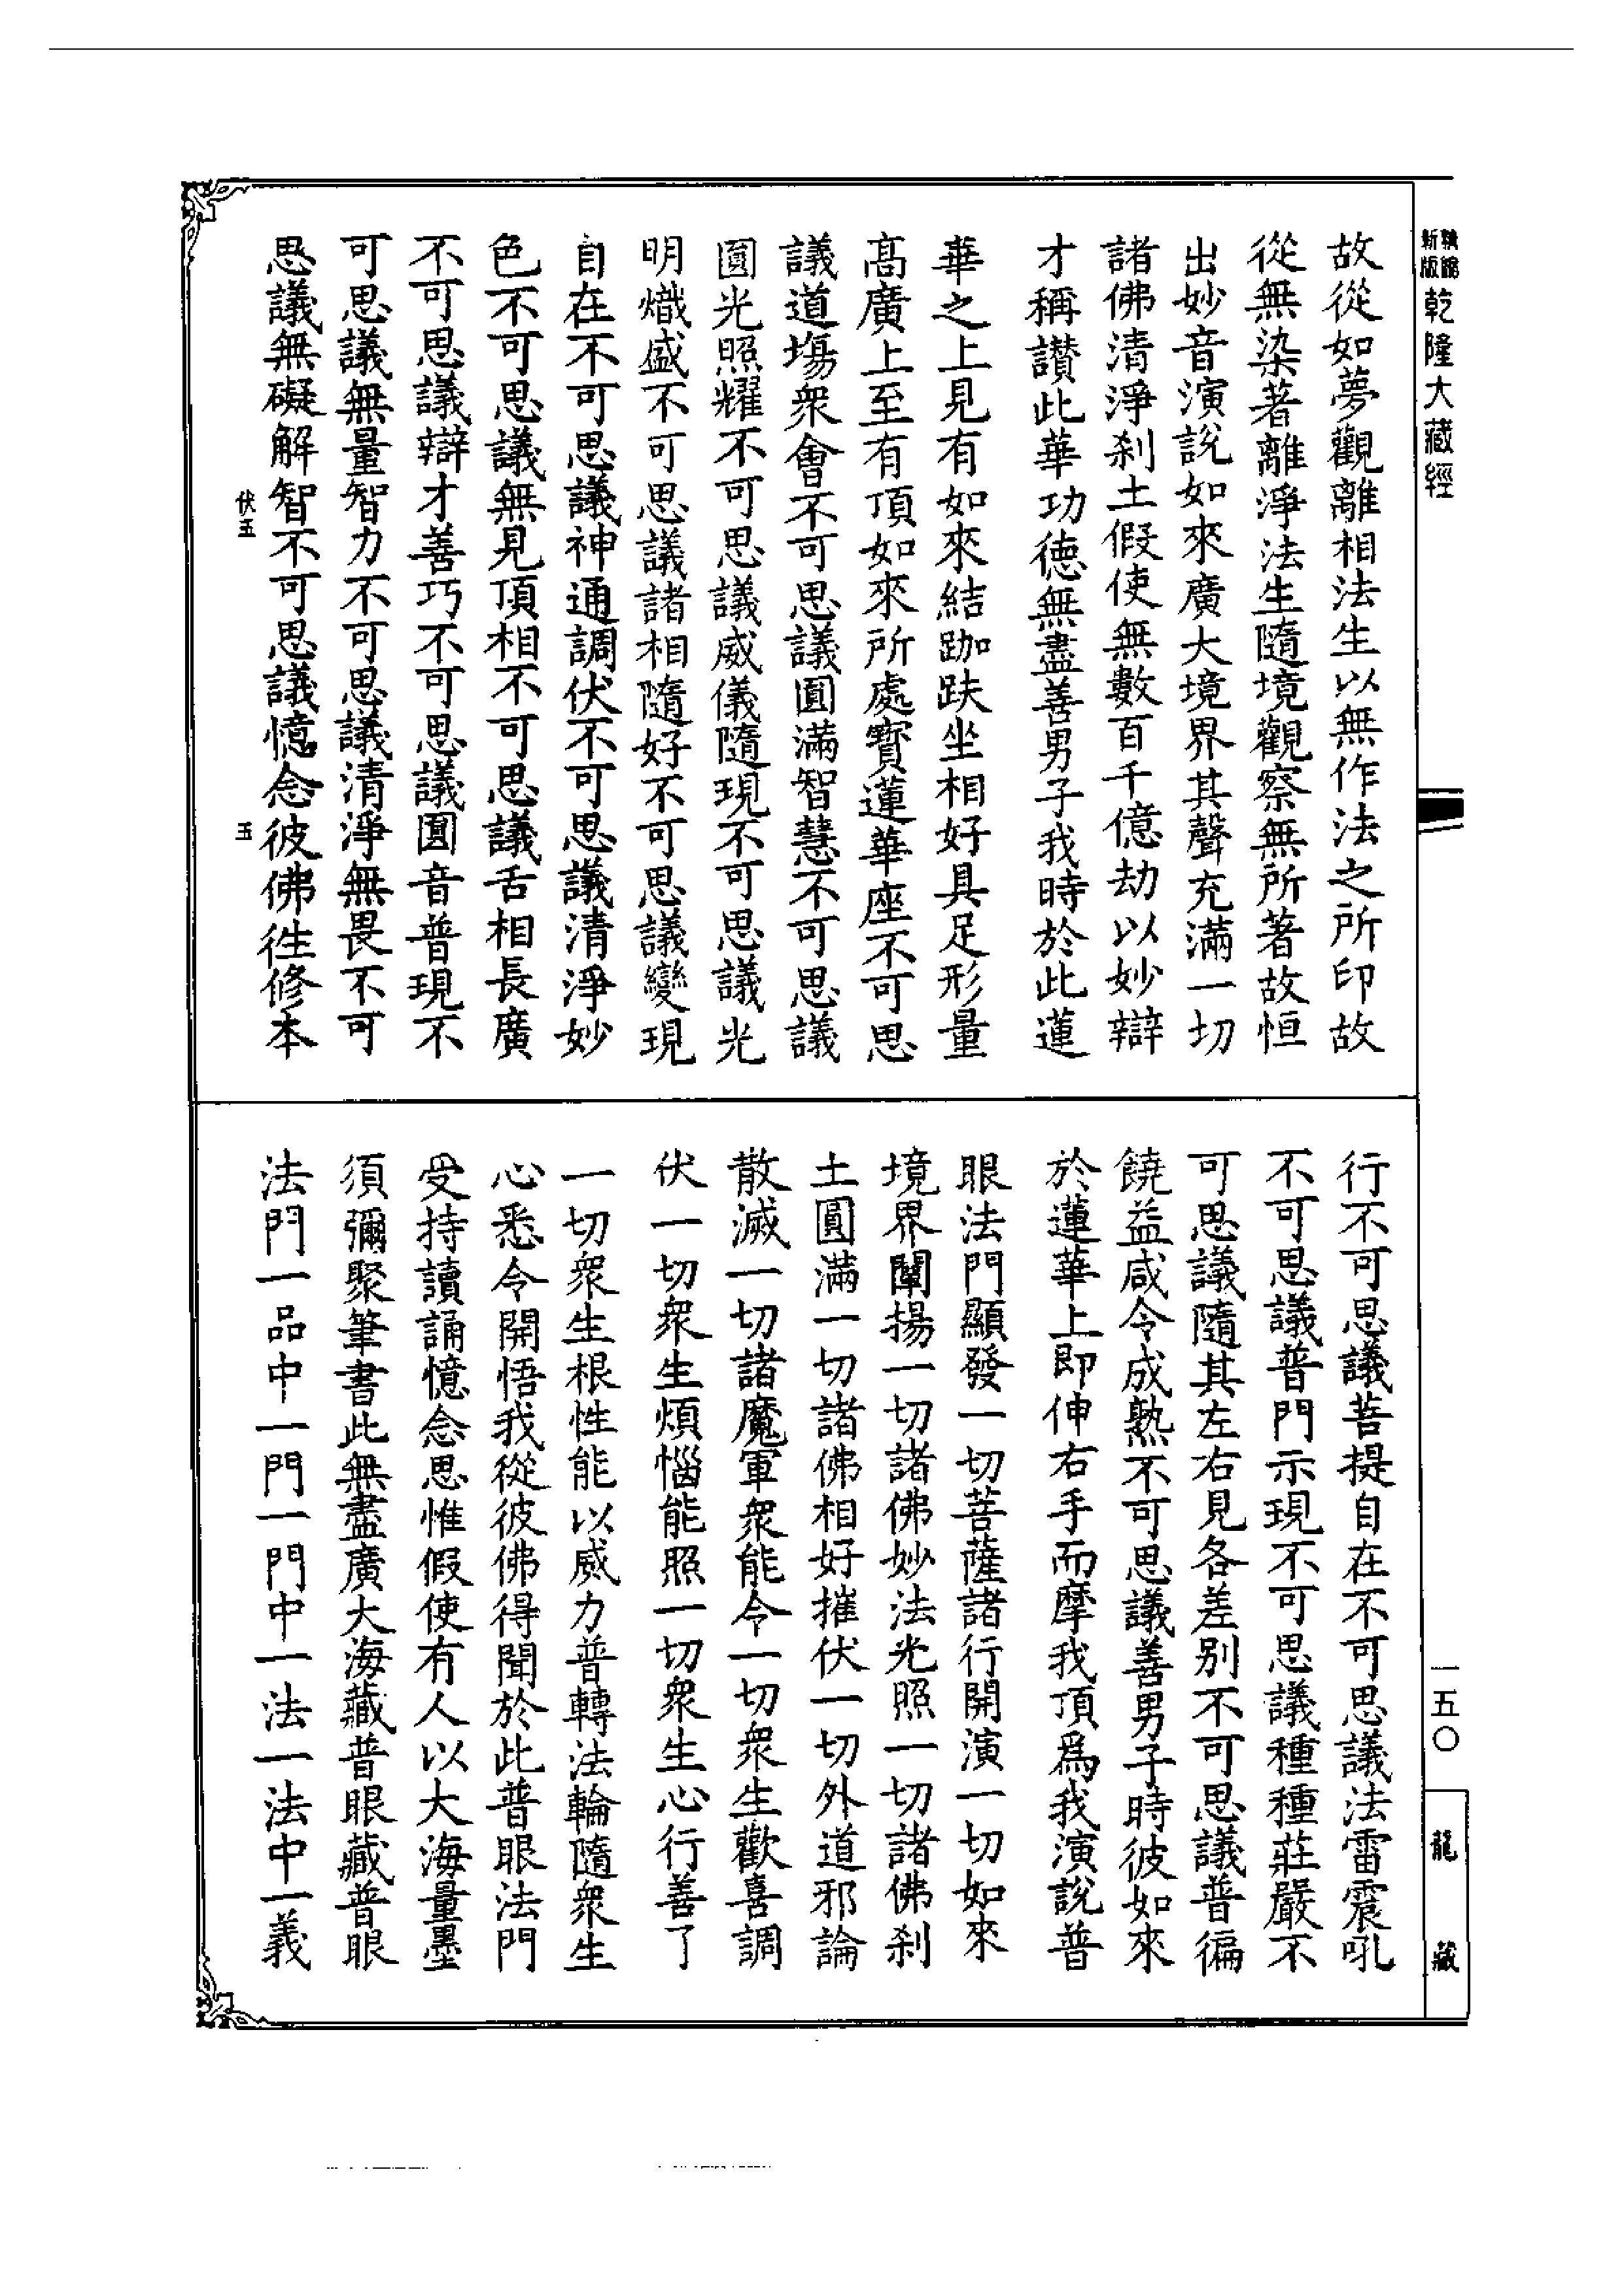 故從如夢觀離相法生以無作法之所印故
從無染著離淨法生隨境觀察無所著故恒
出妙音演說如來廣大境界其聲充滿一切
諸佛清淨刹土假使無數百千億劫以妙辯
才稱讚此華功德無盡善男子我時於此蓮
華之上見有如來結跏趺坐相好具足形量
髙廣上至有頂如來所處寳蓮華座不可思
議道塲衆會不可思議圓滿智慧不可思議
圓光照耀不可思議威儀隨現不可思議光
明熾盛不可思議諸相隨好不可思議變現
自在不可思議神通調伏不可思議清淨妙
色不可思議無見頂相不可思議舌相長廣
不可思議辯才善巧不可思議圓音普現不
可思議無量智力不可思議清淨無畏不可
思議無礙解智不可思議憶念彼佛徃修本
伏五
五
乾隆大藏經
新版
行不可思議菩提自在不可思議法雷震吼
不可思議普門示現不可思議種種莊嚴不
可思議隨其左右見各差别不可思議普徧
饒益咸令成熟不可思議善男子時彼如來
於蓮華上即伸右手而摩我頂爲我演說普
眼法門顯發一切菩薩諸行開演一切如來
境界闡揚一切諸佛妙法光照一切諸佛刹
土圓滿一切諸佛相好摧伏一切外道邪論
散滅一切諸魔軍衆能令一切衆生歡喜調
伏一切衆生煩惱能照一切衆生心行善了
一切衆生根性能以威力普轉法輪隨衆生
心悉令開悟我從彼佛得聞於此普眼法門
受持讀誦憶念思惟假使有人以大海量墨
須彌聚筆書此無盡廣大海藏普眼藏普眼
法門一品中一門一門中一法一法中一義
一五〇
龍藏